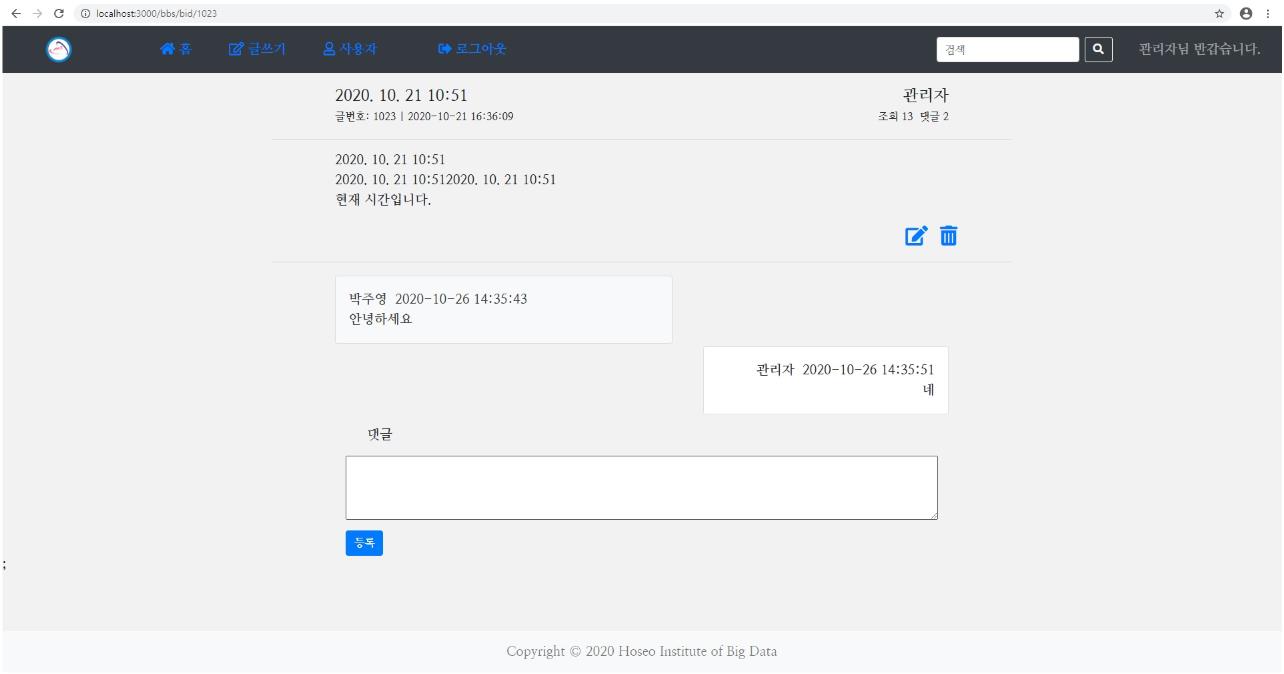 localhost:3000/bbs/bid/1023
홈 글쓰기 사용자 로그아웃 검색 관리자님 반갑습니다.
2020. 10. 21 10:51 관리자
글번호: 1023 | 2020-10-21 16:36:09 조회 13 댓글 2
2020. 10. 21 10:51
2020. 10. 21 10:512020. 10. 21 10:51
현재 시간입니다.
박주영 2020-10-26 14:35:43
안녕하세요
관리자 2020-10-26 14:35:51
네
댓글
등록
;
Copyright © 2020 Hoseo Institute of Big Data